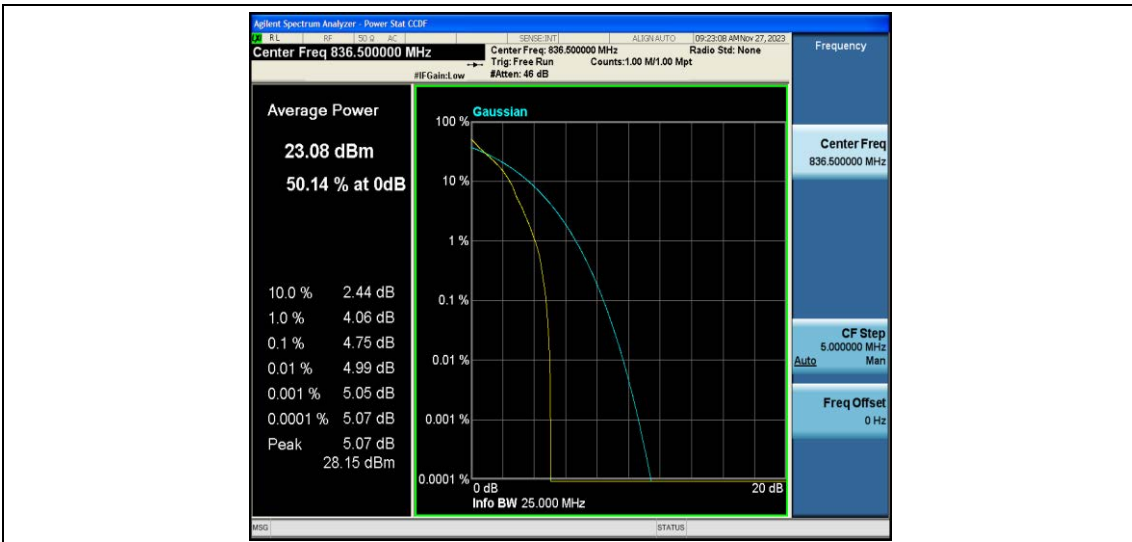 Agilent Spectrum Analyzer - Power Stat CCDF
LXI RL RF 50 Ω AC SENSE:INT ALIGN AUTO 09:23:08 AM Nov 27, 2023
Center Freq 836.500000 MHz
Center Freq: 836.500000 MHz Radio Std: None
Trig: Free Run Counts:1.00 M/1.00 Mpt
#IFGain:Low #Atten: 46 dB
Frequency
Average Power
23.08 dBm
50.14 % at 0dB
10.0 % 2.44 dB
1.0 % 4.06 dB
0.1 % 4.75 dB
0.01 % 4.99 dB
0.001 % 5.05 dB
0.0001 % 5.07 dB
Peak 5.07 dB
28.15 dBm
Gaussian
100 %
10 %
1 %
0.1 %
0.01 %
0.001 %
0.0001 %
0 dB 20 dB
Info BW 25.000 MHz
Center Freq
836.500000 MHz
CF Step
5.000000 MHz
Auto Man
Freq Offset
0 Hz
MSG STATUS